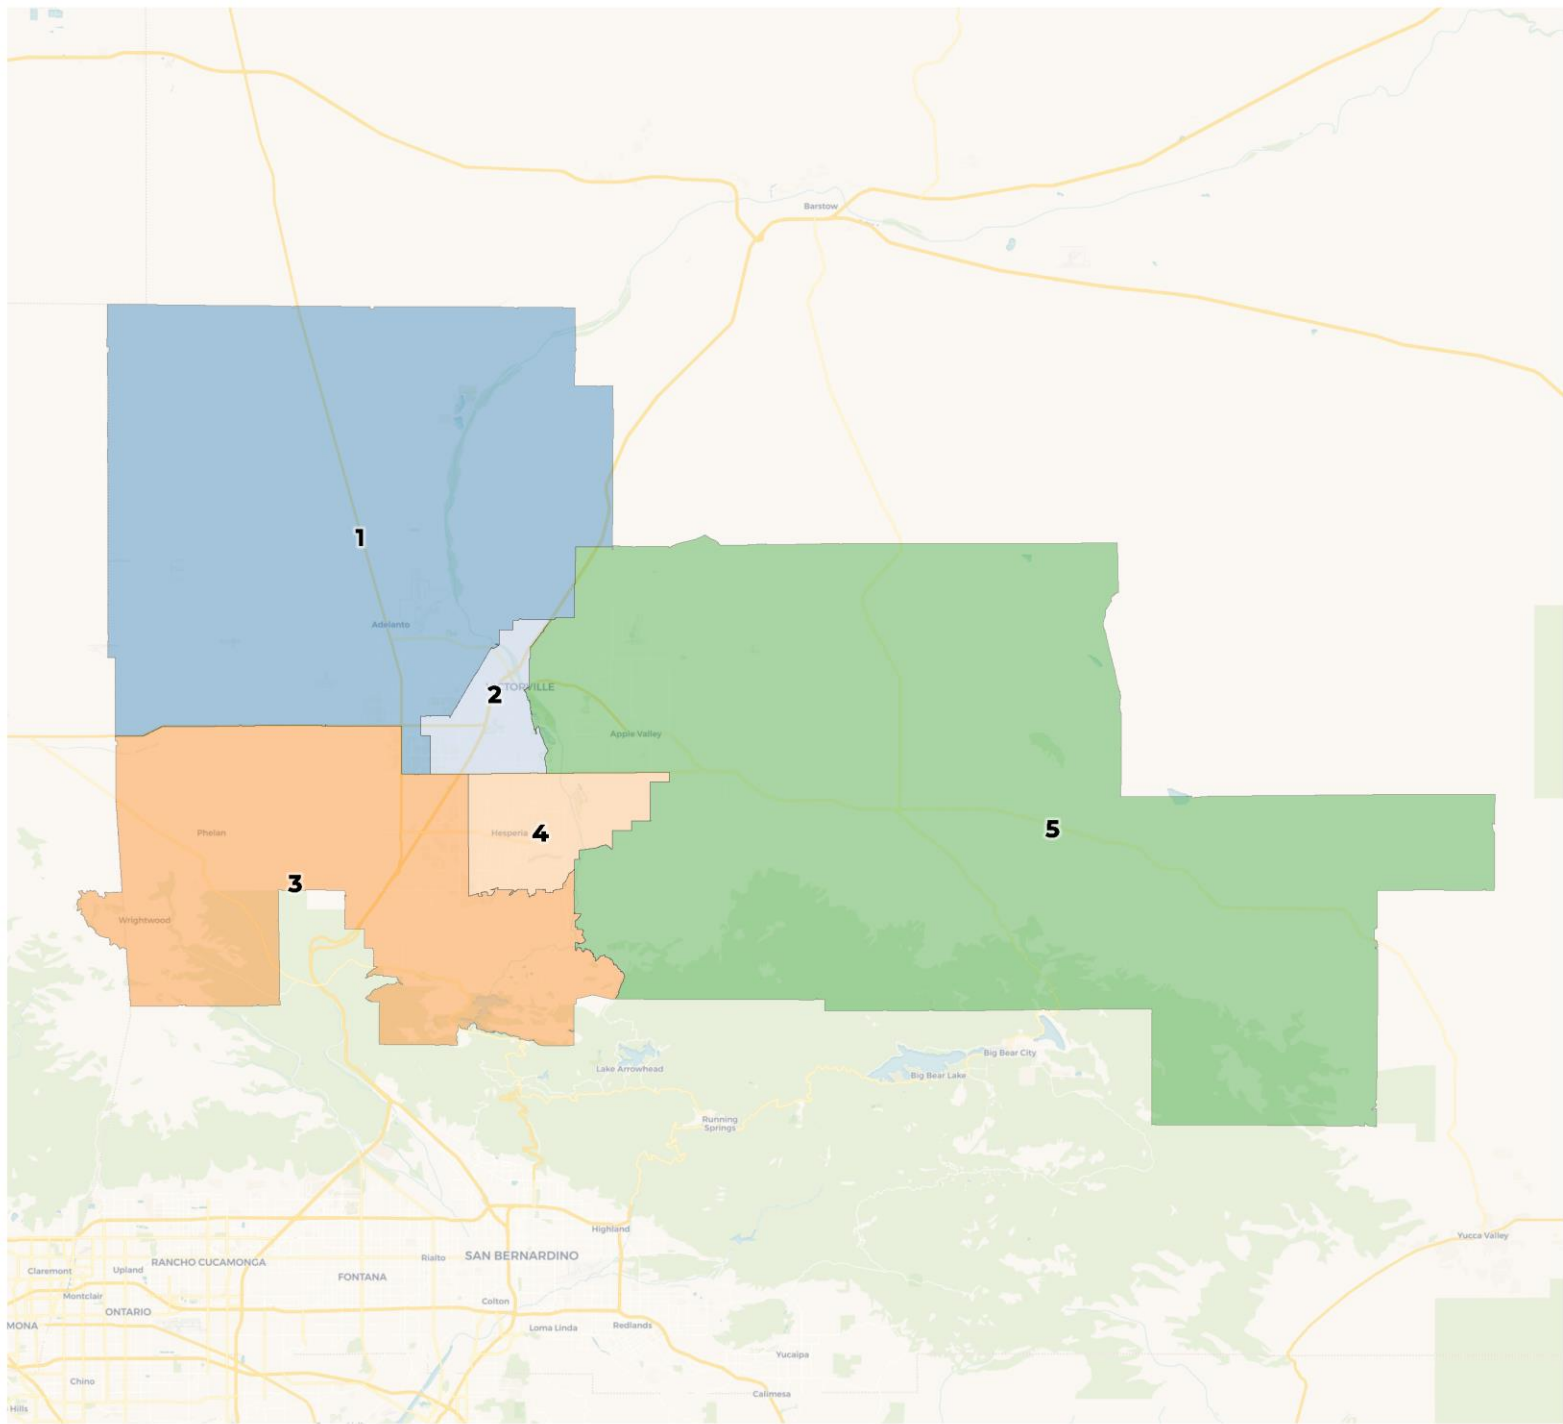 Barstow
1
Adelanto
2
TORVILLE
Apple Valley
Phelan
Hesperia
4
5
3
Wrightwood
Big Bear City
Lake Arrowhead
Big Bear Lake
Running
Springs
Highland
Yucca Valley
SAN BERNARDINO
Rialto
RANCHO CUCAMONGA
Claremont
Upland
FONTANA
Montclair
Colton
ONTARIO
MONA
Loma Linda
Redlands
Yucaipa
Chino
Calimesa
Hills